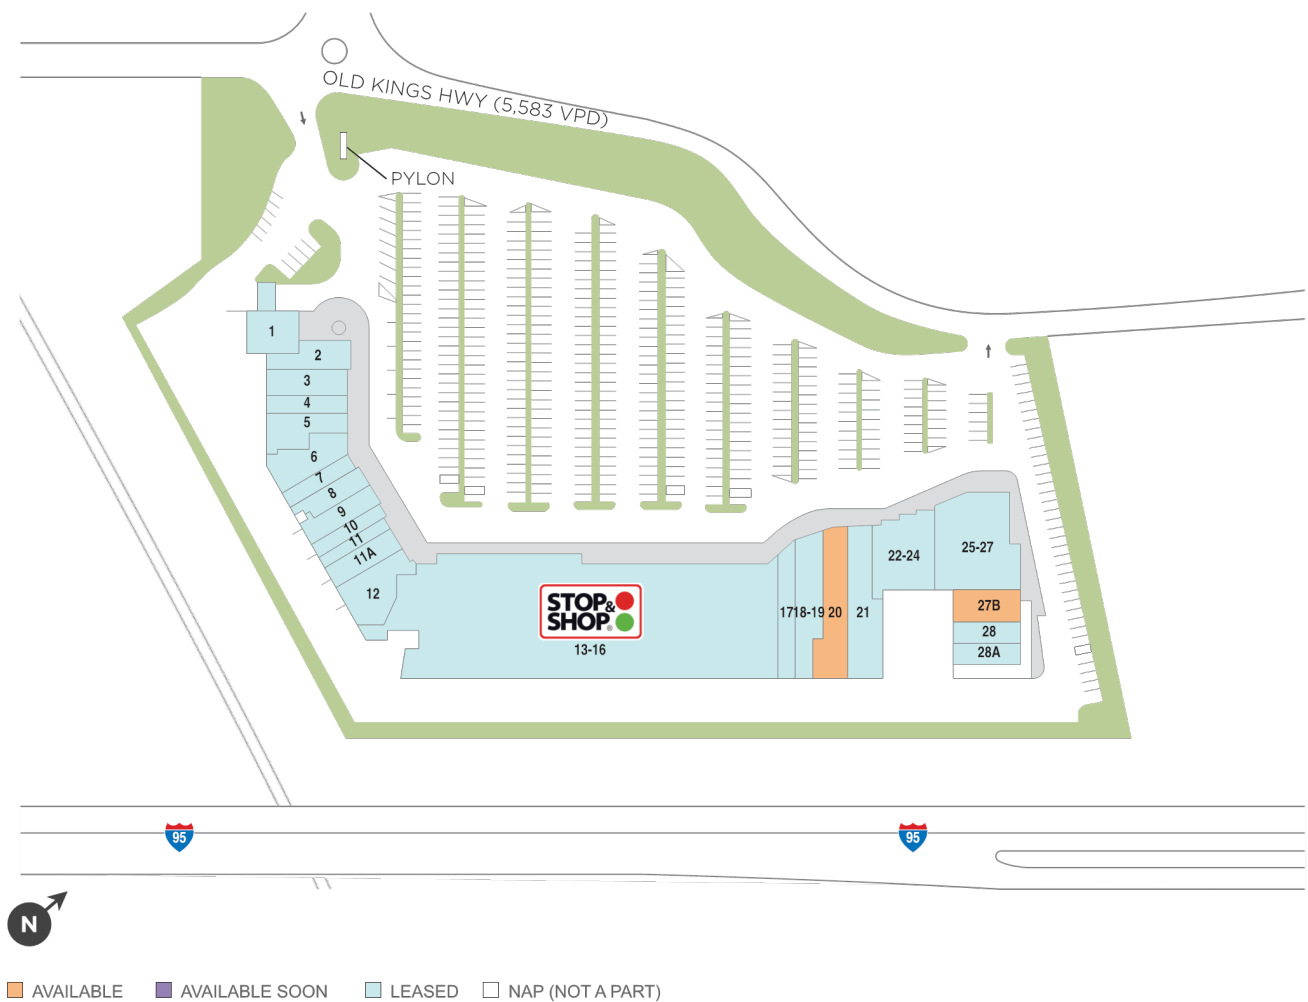 OLD KINGS HWY (5,583 VPD)
PYLON
1
2
3
4
5
6
7
8
9
10
11
11A
12
STOP&
SHOP®
13-16
17
18-19
20
21
22-24
25-27
27B
28
28A
95
95
N
AVAILABLE
AVAILABLE SOON
LEASED
NAP (NOT A PART)